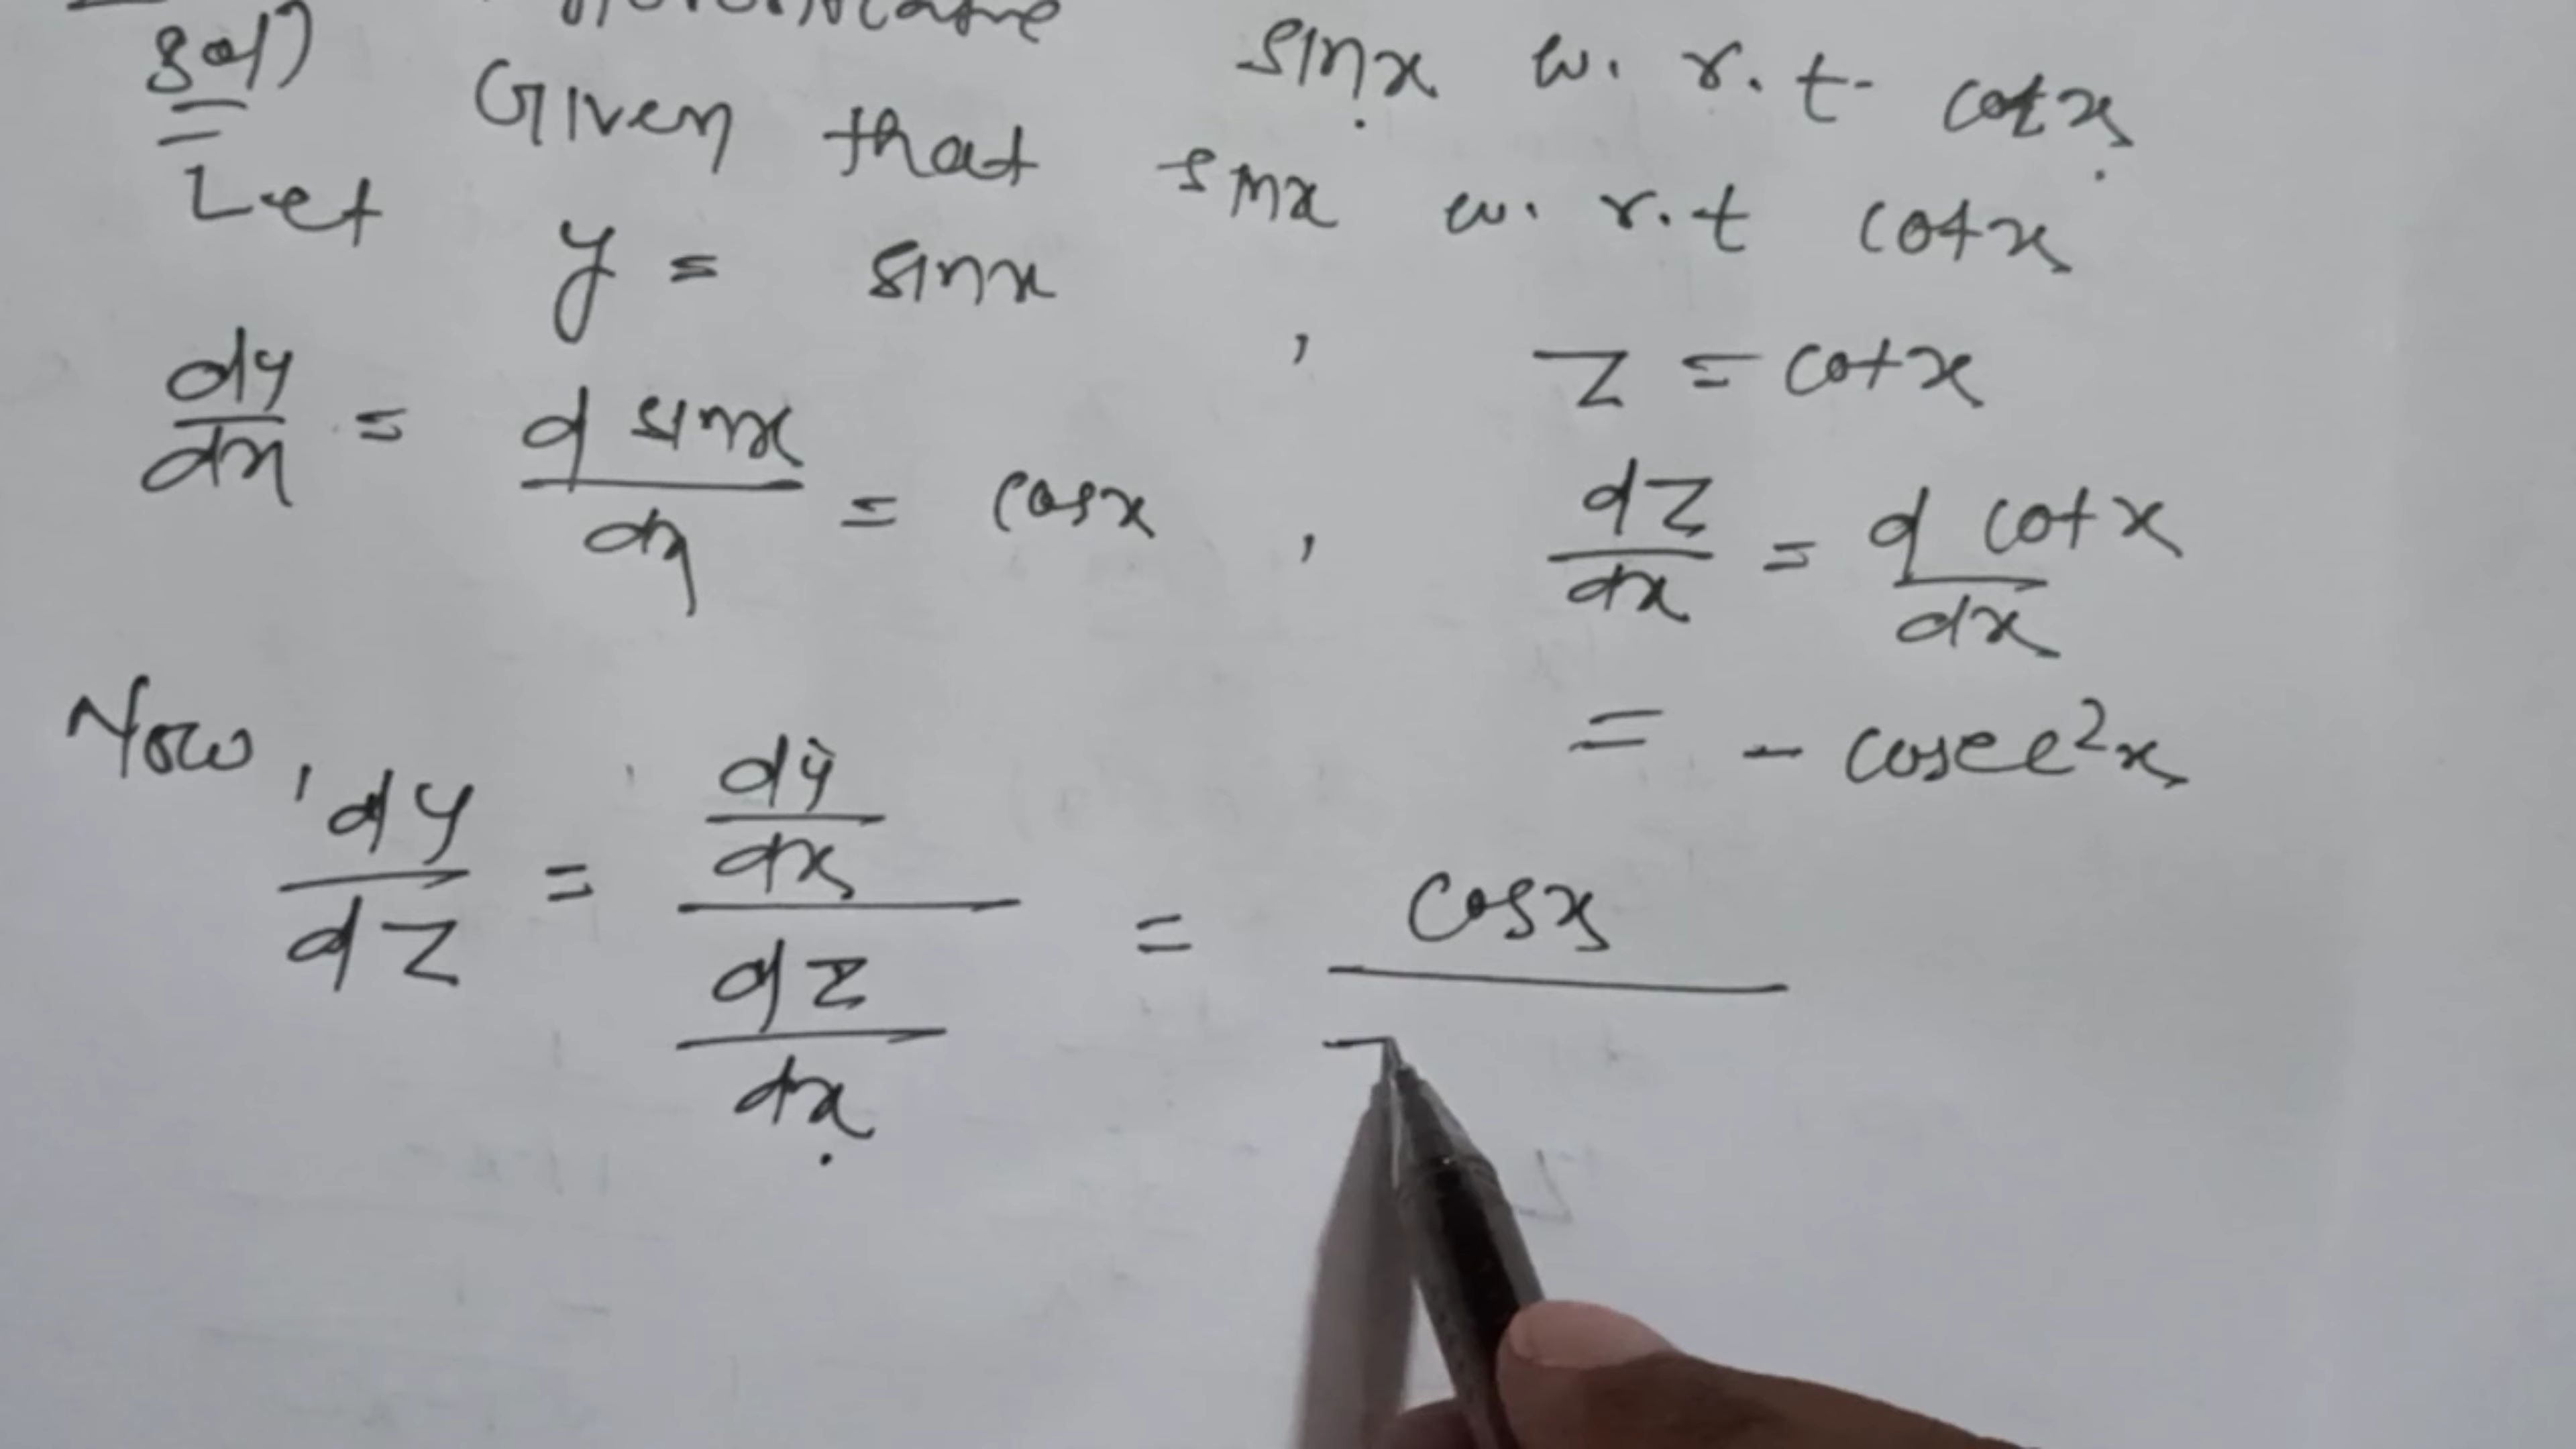 sinx w.r.t. cotx
Sol) Given that sinx w.r.t cotx
Let y = sinx , z = cotx
dy/dx = d sinx/dx = cosx , dz/dx = d cotx/dx
= - cosec²x
Now, dy/dz = dy/dx / dz/dx = cosx / -